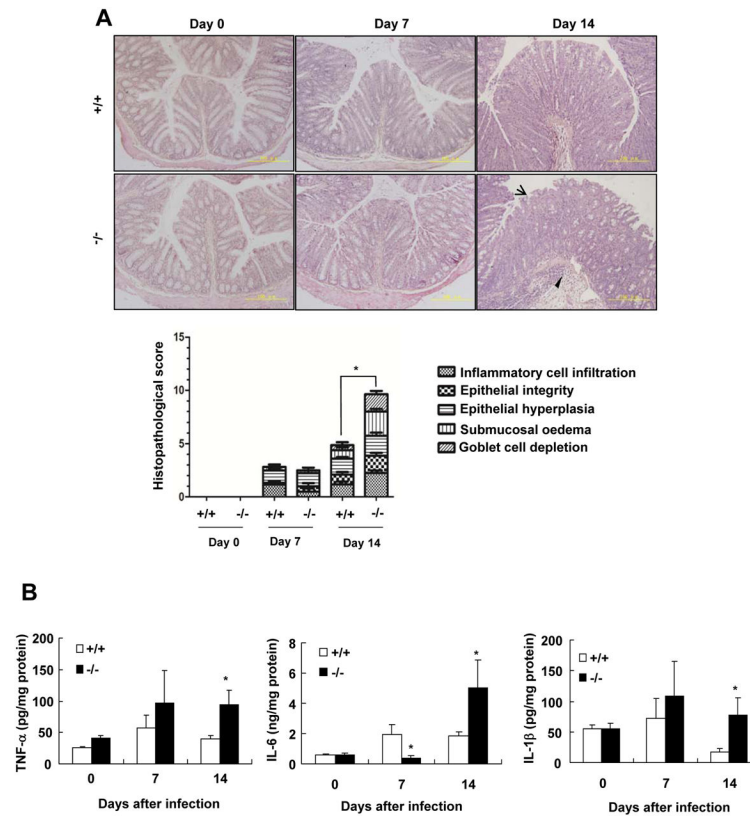 A
Day 0 Day 7 Day 14
+/+
-/-
Histopathological score
15
10
5
0
*
+/+ -/- +/+ -/- +/+ -/-
Day 0 Day 7 Day 14
Inflammatory cell infiltration
Epithelial integrity
Epithelial hyperplasia
Submucosal oedema
Goblet cell depletion
B
TNF-α (pg/mg protein)
200
150
100
50
0
+/+
-/-
*
0 7 14
Days after infection
IL-6 (ng/mg protein)
8
6
4
2
0
+/+
-/-
*
*
0 7 14
Days after infection
IL-1β (pg/mg protein)
200
150
100
50
0
+/+
-/-
*
0 7 14
Days after infection